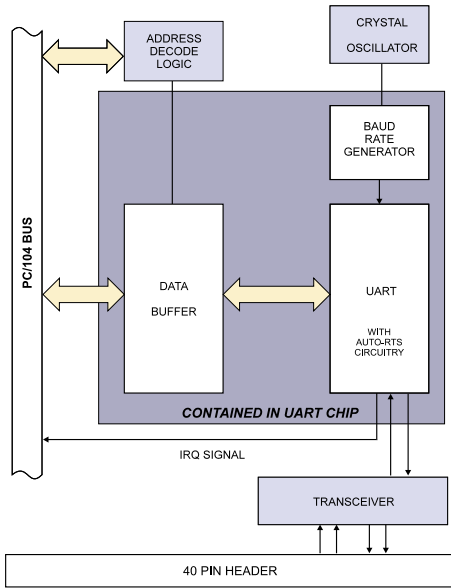 ADDRESS
DECODE
LOGIC
CRYSTAL
OSCILLATOR
BAUD
RATE
GENERATOR
PC/104 BUS
DATA
BUFFER
UART
WITH
AUTO-RTS
CIRCUITRY
CONTAINED IN UART CHIP
IRQ SIGNAL
TRANSCEIVER
40 PIN HEADER